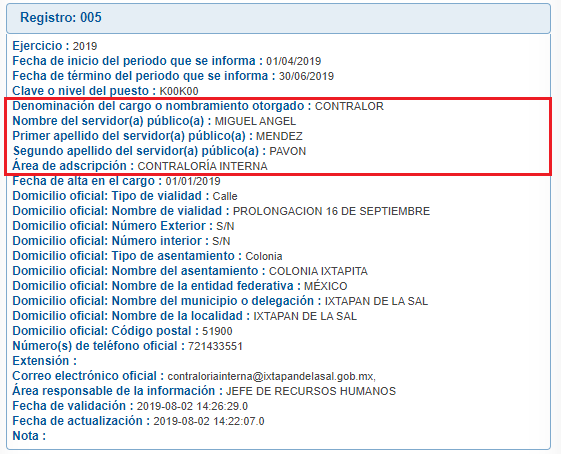 Registro: 005
Ejercicio : 2019
Fecha de inicio del periodo que se informa : 01/04/2019
Fecha de término del periodo que se informa : 30/06/2019
Clave o nivel del puesto : K00K00
Denominación del cargo o nombramiento otorgado : CONTRALOR
Nombre del servidor(a) público(a) : MIGUEL ANGEL
Primer apellido del servidor(a) público(a) : MENDEZ
Segundo apellido del servidor(a) público(a) : PAVON
Área de adscripción : CONTRALORÍA INTERNA
Fecha de alta en el cargo : 01/01/2019
Domicilio oficial: Tipo de vialidad : Calle
Domicilio oficial: Nombre de vialidad : PROLONGACION 16 DE SEPTIEMBRE
Domicilio oficial: Número Exterior : S/N
Domicilio oficial: Número interior : S/N
Domicilio oficial: Tipo de asentamiento : Colonia
Domicilio oficial: Nombre del asentamiento : COLONIA IXTAPITA
Domicilio oficial: Nombre de la entidad federativa : MÉXICO
Domicilio oficial: Nombre del municipio o delegación : IXTAPAN DE LA SAL
Domicilio oficial: Nombre de la localidad : IXTAPAN DE LA SAL
Domicilio oficial: Código postal : 51900
Número(s) de teléfono oficial : 721433551
Extensión :
Correo electrónico oficial : contraloriainterna@ixtapandelasal.gob.mx,
Área responsable de la información : JEFE DE RECURSOS HUMANOS
Fecha de validación : 2019-08-02 14:26:29.0
Fecha de actualización : 2019-08-02 14:22:07.0
Nota :